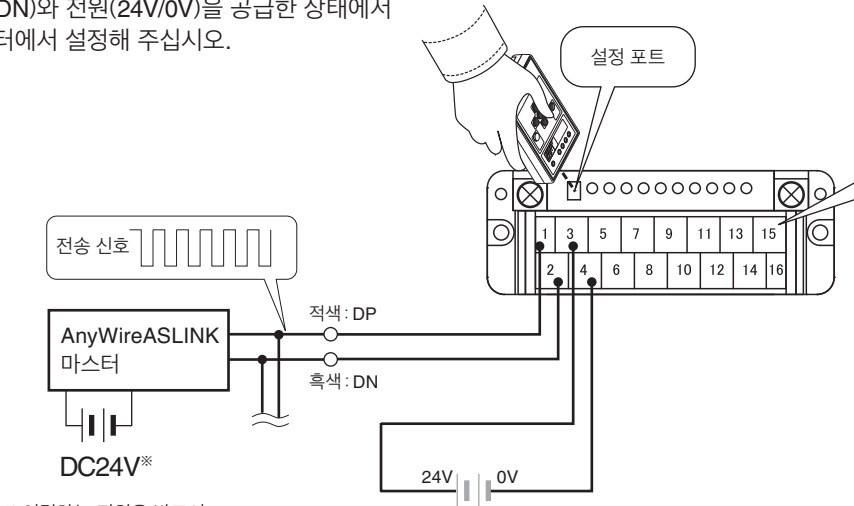 DN)와 전원(24V/0V)을 공급한 상태에서
터에서 설정해 주십시오.
설정 포트
1 3 5 7 9 11 13 15
2 4 6 8 10 12 14 16
전송 신호
적색:DP
AnyWireASLINK
마스터
흑색:DN
DC24V※
24V 0V